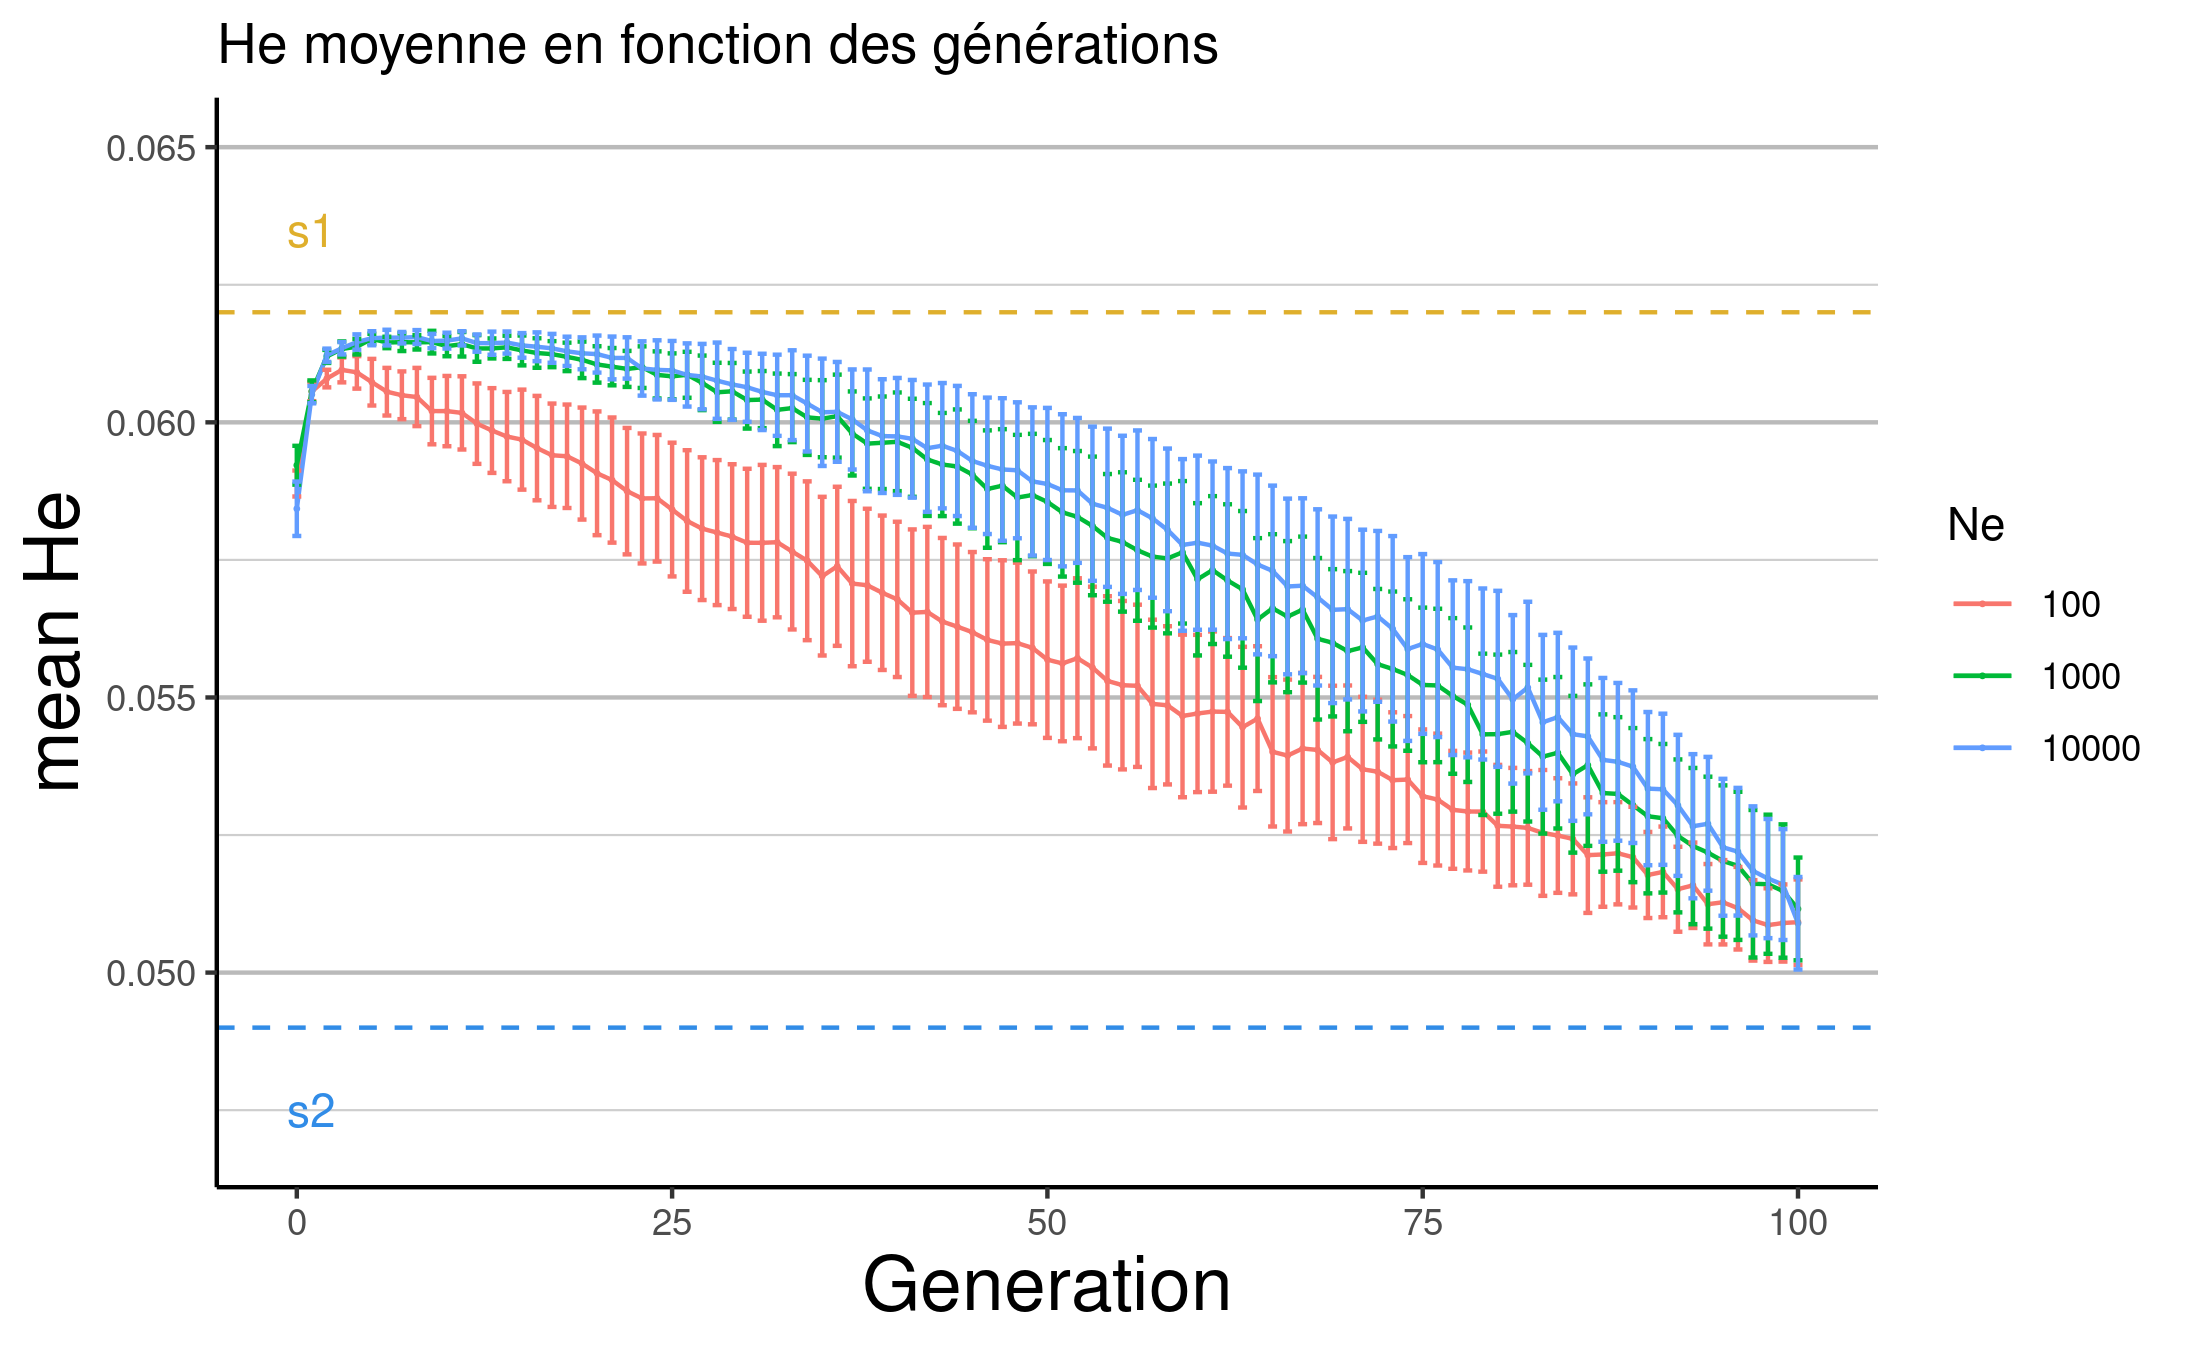 He moyenne en fonction des générations
mean He
0.065
0.060
0.055
0.050
s1
s2
0 25 50 75 100
Generation
Ne
100
1000
10000